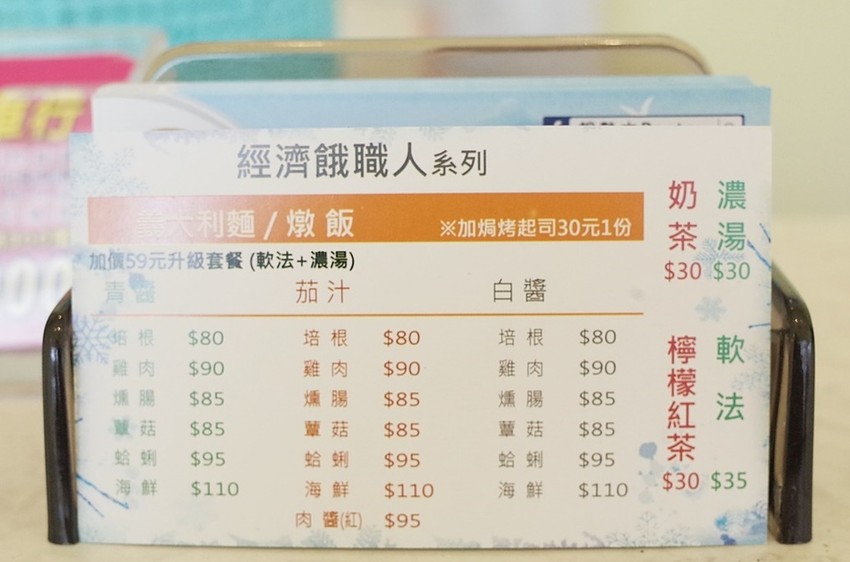 經濟餓職人系列
義大利麵 / 燉飯 ※加焗烤起司30元1份
加價59元升級套餐 (軟法+濃湯)
青醬 茄汁 白醬
培根 $80 培根 $80 培根 $80
雞肉 $90 雞肉 $90 雞肉 $90
燻腸 $85 燻腸 $85 燻腸 $85
蕈菇 $85 蕈菇 $85 蕈菇 $85
蛤蜊 $95 蛤蜊 $95 蛤蜊 $95
海鮮 $110 海鮮 $110 海鮮 $110
肉醬(紅) $95
奶茶 濃湯
$30 $30
檸檬紅茶 軟法
$30 $35